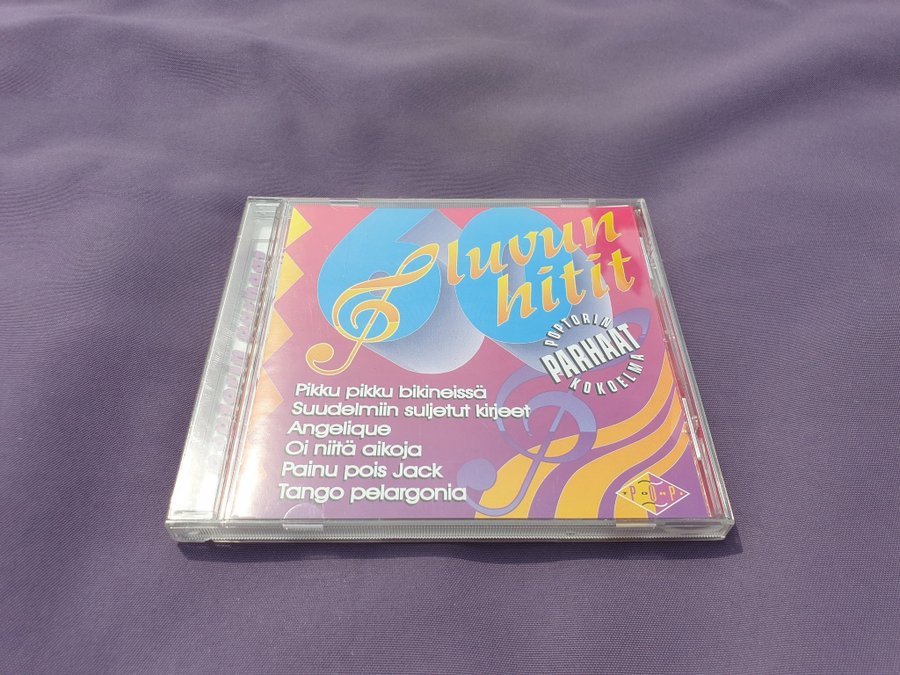 60
luvun
hitit
POPTORIN
PARHAAT
KOKOELMA
Pikku pikku bikineissä
Suudelmiin suljetut kirjeet
Angelique
Oi niitä aikoja
Painu pois Jack
Tango pelargonia
POP